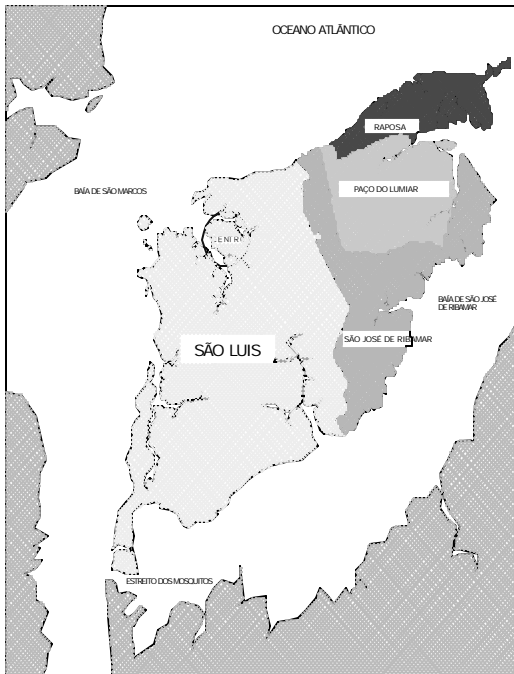 OCEANO ATLÂNTICO
RAPOSA
PAÇO DO LUMIAR
BAÍA DE SÃO MARCOS
CENTR
BAÍA DE SÃO JOSÉ
DE RIBAMAR
SÃO JOSÉ DE RIBAMAR
SÃO LUIS
ESTREITO DOS MOSQUITOS